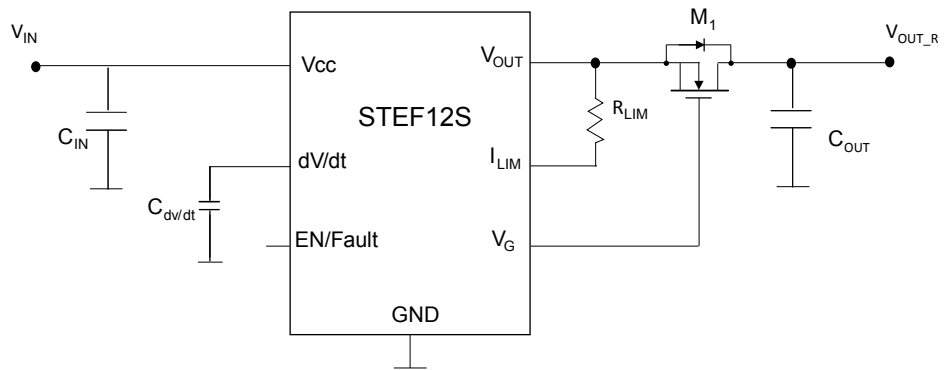 V_IN
M_1
V_OUT_R
Vcc
V_OUT
STEF12S
R_LIM
C_IN
C_OUT
dV/dt
I_LIM
C_dv/dt
EN/Fault
V_G
GND